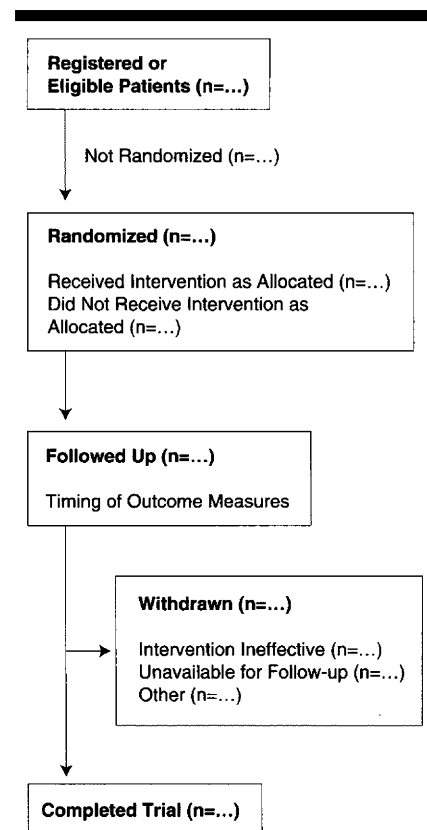 Registered or
Eligible Patients (n=...)
Not Randomized (n=...)
Randomized (n=...)
Received Intervention as Allocated (n=...)
Did Not Receive Intervention as
Allocated (n=...)
Followed Up (n=...)
Timing of Outcome Measures
Withdrawn (n=...)
Intervention Ineffective (n=...)
Unavailable for Follow-up (n=...)
Other (n=...)
Completed Trial (n=...)